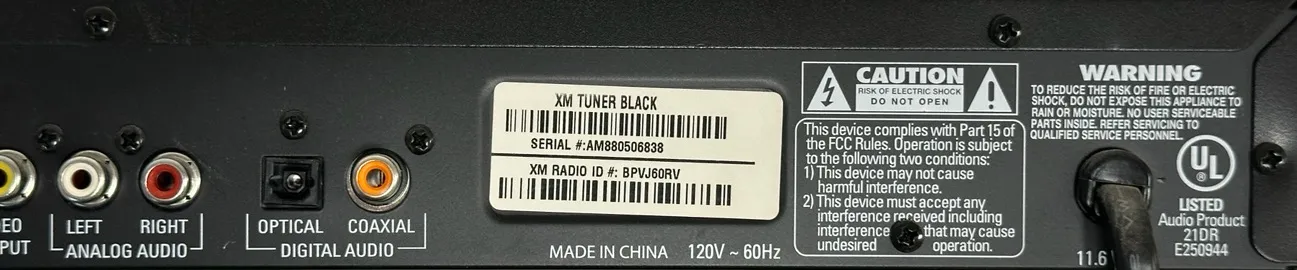 XM TUNER BLACK
SERIAL #:AM880506838
XM RADIO ID #: BPVJ60RV
LEFT
RIGHT
ANALOG AUDIO
OPTICAL
COAXIAL
DIGITAL AUDIO
MADE IN CHINA 120V ~ 60Hz
CAUTION
RISK OF ELECTRIC SHOCK
DO NOT OPEN
This device complies with Part 15 of
the FCC Rules. Operation is subject
to the following two conditions:
1) This device may not cause
harmful interference.
2) This device must accept any
interference received including
interference that may cause
undesired operation.
WARNING
TO REDUCE THE RISK OF FIRE OR ELECTRIC
SHOCK, DO NOT EXPOSE THIS APPLIANCE TO
RAIN OR MOISTURE. NO USER SERVICEABLE
PARTS INSIDE. REFER SERVICING TO
QUALIFIED SERVICE PERSONNEL.
UL
LISTED
Audio Product
21DR
E250944
11.6